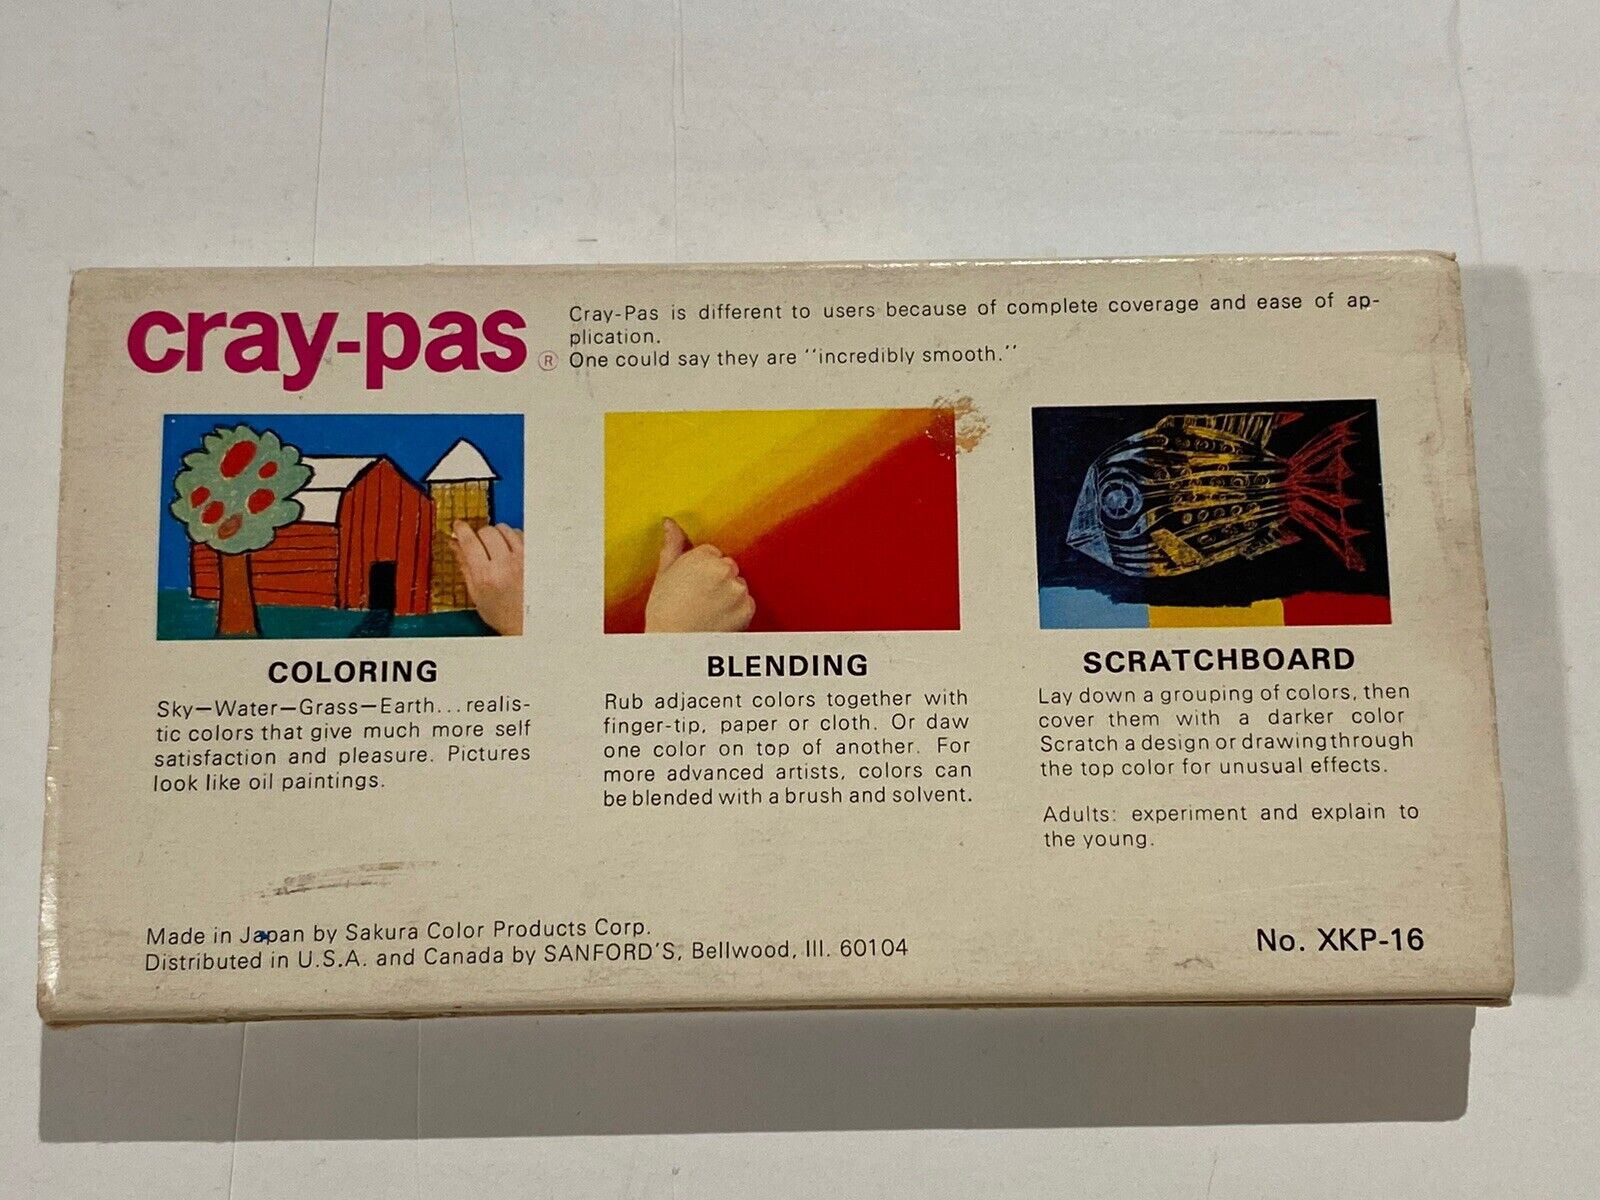 cray-pas ®
Cray-Pas is different to users because of complete coverage and ease of ap-
plication.
One could say they are "incredibly smooth."
COLORING
Sky—Water—Grass—Earth...realis-
tic colors that give much more self
satisfaction and pleasure. Pictures
look like oil paintings.
BLENDING
Rub adjacent colors together with
finger-tip, paper or cloth. Or daw
one color on top of another. For
more advanced artists, colors can
be blended with a brush and solvent.
SCRATCHBOARD
Lay down a grouping of colors, then
cover them with a darker color
Scratch a design or drawing through
the top color for unusual effects.
Adults: experiment and explain to
the young.
Made in Japan by Sakura Color Products Corp.
Distributed in U.S.A. and Canada by SANFORD'S, Bellwood, Ill. 60104
No. XKP-16